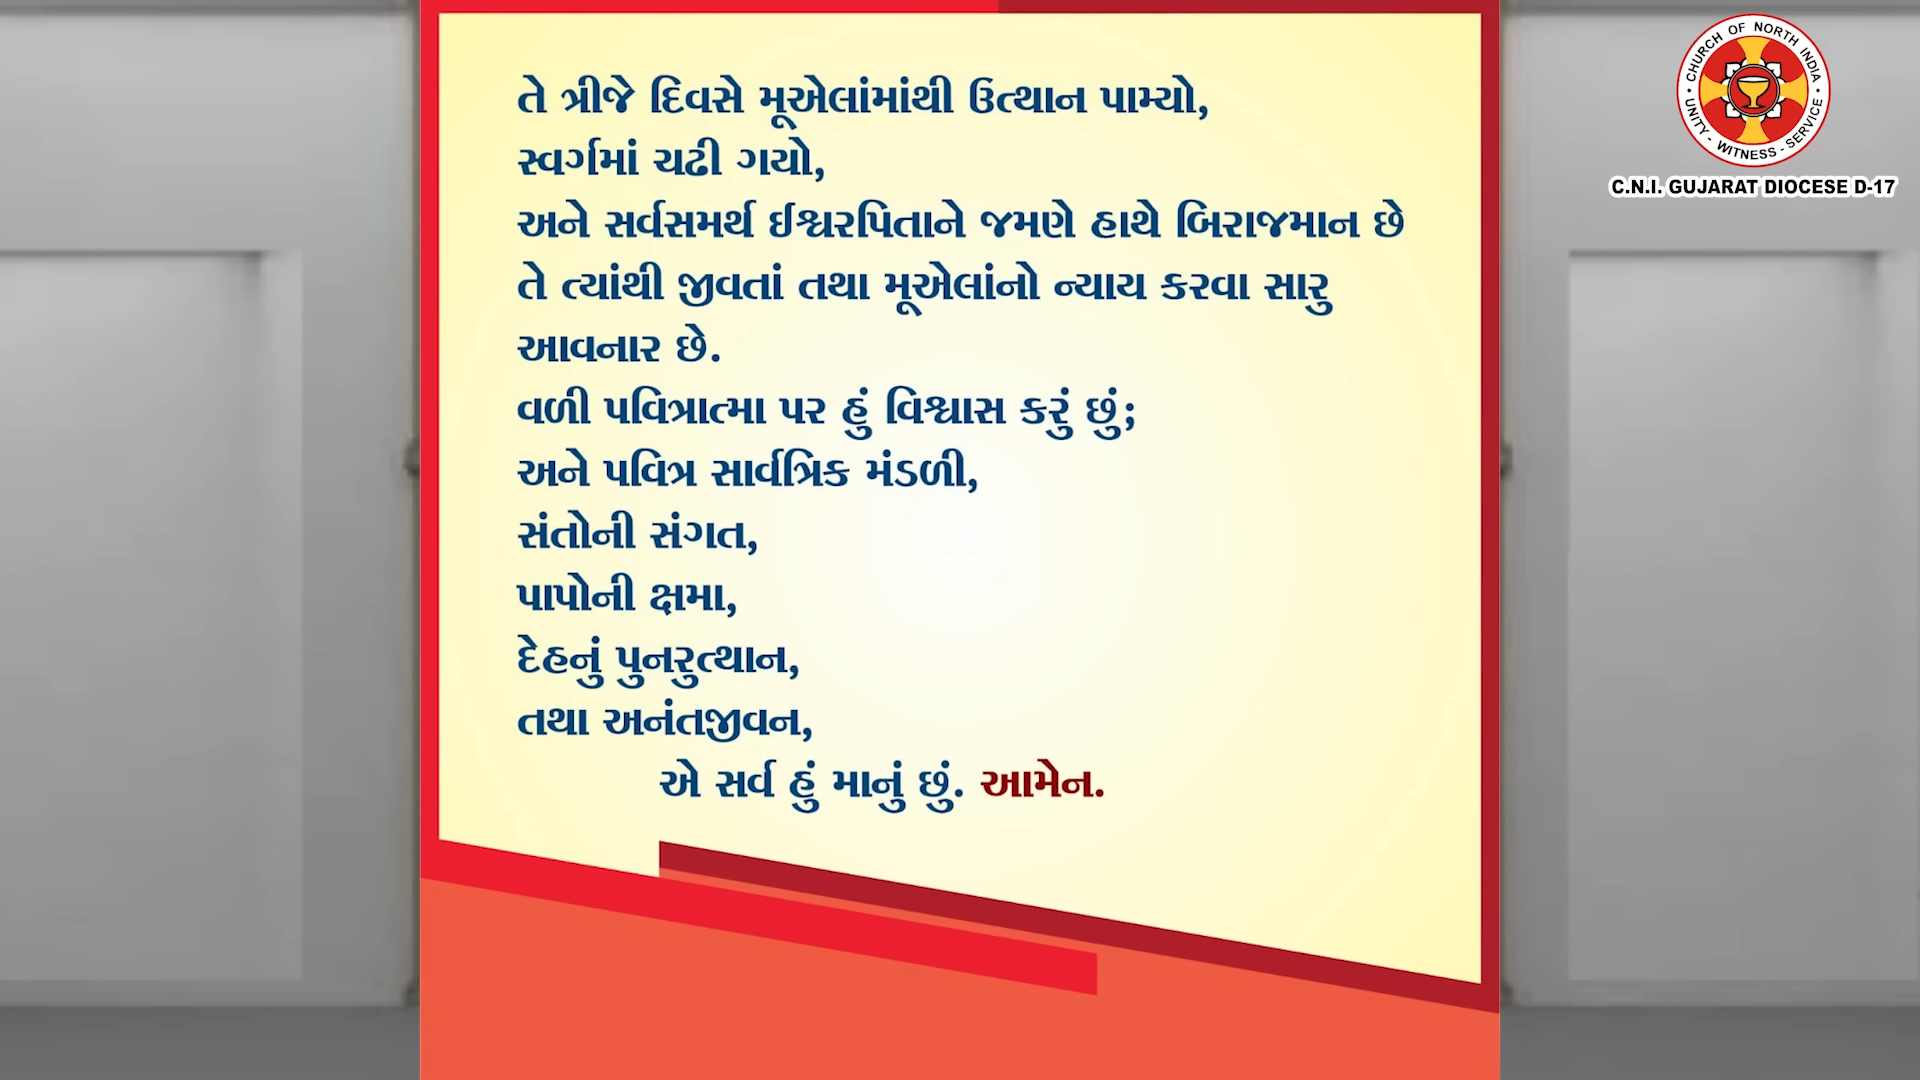 તે ત્રીજે દિવસે મૂએલાંમાંથી ઉત્થાન પામ્યો,
સ્વર્ગમાં ચઢી ગયો,
અને સર્વસમર્થ ઈશ્વરપિતાને જમણે હાથે બિરાજમાન છે
તે ત્યાંથી જીવતાં તથા મૂએલાંનો ન્યાય કરવા સારુ
આવનાર છે.
વળી પવિત્રાત્મા પર હું વિશ્વાસ કરું છું;
અને પવિત્ર સાર્વત્રિક મંડળી,
સંતોની સંગત,
પાપોની ક્ષમા,
દેહનું પુનરુત્થાન,
તથા અનંતજીવન,
એ સર્વ હું માનું છું. આમેન.
CHURCH OF NORTH INDIA
UNITY - WITNESS - SERVICE
C.N.I. GUJARAT DIOCESE D-17